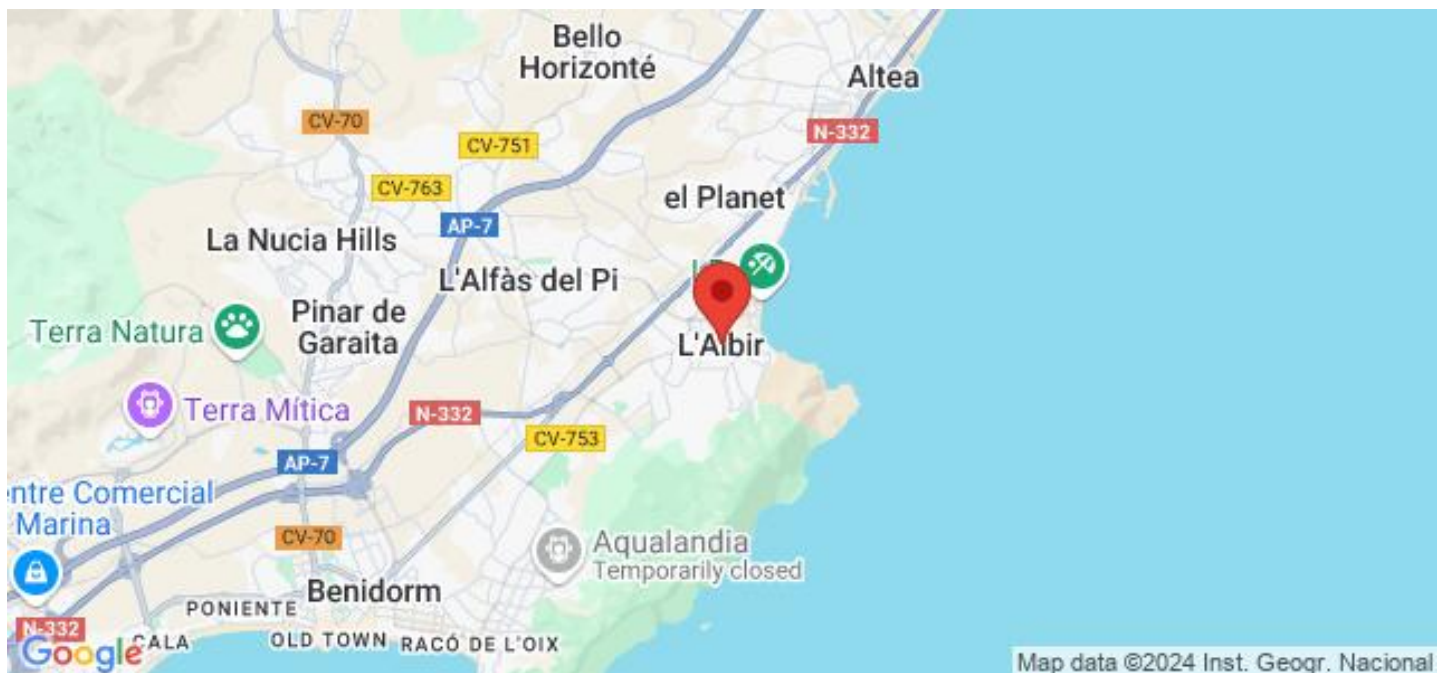 Bello
Horizonté
Altea
CV-70
N-332
CV-751
CV-763
el Planet
AP-7
La Nucia Hills
L'Alfàs del Pi
Pinar de
Garaita
Terra Natura
L'Albir
Terra Mítica
N-332
CV-753
AP-7
entre Comercial
Marina
CV-70
Aqualandia
Temporarily closed
Benidorm
PONIENTE
N-332
CALA
OLD TOWN
RACÓ DE L'OIX
Google
Map data ©2024 Inst. Geogr. Nacional